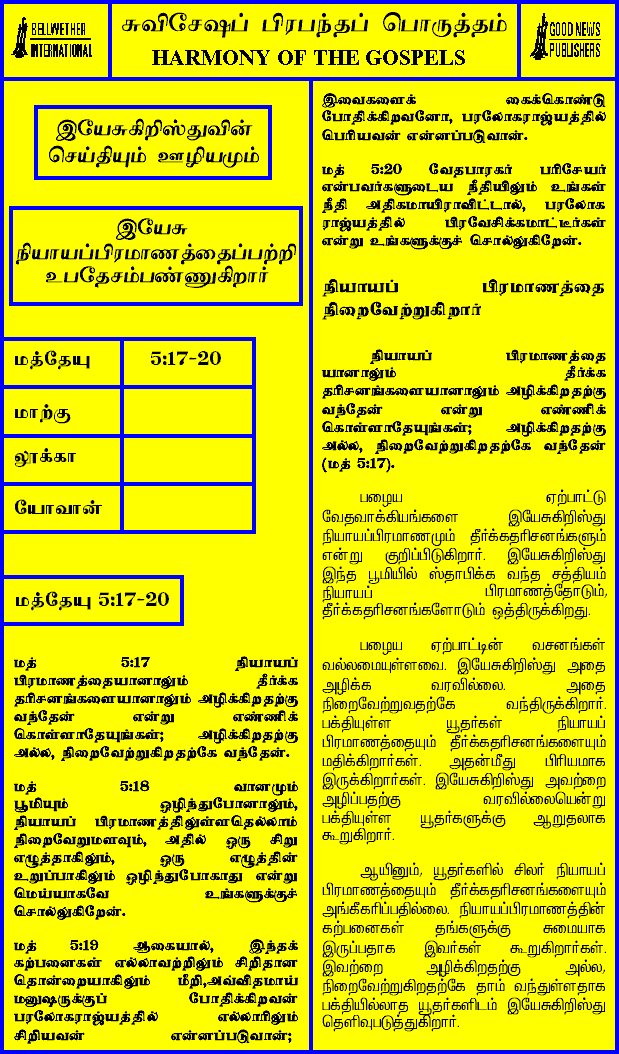 BELLWETHER
INTERNATIONAL
சுவிசேஷப் பிரபந்தப் பொருத்தம்
HARMONY OF THE GOSPELS
GOOD NEWS
PUBLISHERS
இயேசுகிறிஸ்துவின்
செய்தியும் ஊழியமும்
இயேசு
நியாயப்பிரமாணத்தைப்பற்றி
உபதேசம்பண்ணுகிறார்
மத்தேயு 5:17-20
மாற்கு
லூக்கா
யோவான்
மத்தேயு 5:17-20
மத் 5:17 நியாயப்
பிரமாணத்தையானாலும் தீர்க்க
தரிசனங்களையானாலும் அழிக்கிறதற்கு
வந்தேன் என்று எண்ணிக்
கொள்ளாதேயுங்கள்; அழிக்கிறதற்கு
அல்ல, நிறைவேற்றுகிறதற்கே வந்தேன்.
மத் 5:18 வானமும்
பூமியும் ஒழிந்துபோனாலும்,
நியாயப் பிரமாணத்திலுள்ளதெல்லாம்
நிறைவேறுமளவும், அதில் ஒரு சிறு
எழுத்தாகிலும், ஒரு எழுத்தின்
உறுப்பாகிலும் ஒழிந்துபோகாது என்று
மெய்யாகவே உங்களுக்குச்
சொல்லுகிறேன்.
மத் 5:19 ஆகையால், இந்தக்
கற்பனைகள் எல்லாவற்றிலும் சிறிதான
தொன்றையாகிலும் மீறி,அவ்விதமாய்
மனுஷருக்குப் போதிக்கிறவன்
பரலோகராஜ்யத்தில் எல்லாரிலும்
சிறியவன் என்னப்படுவான்;
இவைகளைக் கைக்கொண்டு
போதிக்கிறவனோ, பரலோகராஜ்யத்தில்
பெரியவன் என்னப்படுவான்.
மத் 5:20 வேதபாரகர் பரிசேயர்
என்பவர்களுடைய நீதியிலும் உங்கள்
நீதி அதிகமாயிராவிட்டால், பரலோக
ராஜ்யத்தில் பிரவேசிக்கமாட்டீர்கள்
என்று உங்களுக்குச் சொல்லுகிறேன்.
நியாயப் பிரமாணத்தை
நிறைவேற்றுகிறார்
நியாயப் பிரமாணத்தை
யானாலும் தீர்க்க
தரிசனங்களையானாலும் அழிக்கிறதற்கு
வந்தேன் என்று எண்ணிக்
கொள்ளாதேயுங்கள்; அழிக்கிறதற்கு
அல்ல, நிறைவேற்றுகிறதற்கே வந்தேன்
(மத் 5:17).
பழைய ஏற்பாட்டு
வேதவாக்கியங்களை இயேசுகிறிஸ்து
நியாயப்பிரமாணமும் தீர்க்கதரிசனங்களும்
என்று குறிப்பிடுகிறார். இயேசுகிறிஸ்து
இந்த பூமியில் ஸ்தாபிக்க வந்த சத்தியம்
நியாயப் பிரமாணத்தோடும்,
தீர்க்கதரிசனங்களோடும் ஒத்திருக்கிறது.
பழைய ஏற்பாட்டின் வசனங்கள்
வல்லமையுள்ளவை. இயேசுகிறிஸ்து அதை
அழிக்க வரவில்லை. அதை
நிறைவேற்றுவதற்கே வந்திருக்கிறார்.
பக்தியுள்ள யூதர்கள் நியாயப்
பிரமாணத்தையும் தீர்க்கதரிசனங்களையும்
மதிக்கிறார்கள். அதன்மீது பிரியமாக
இருக்கிறார்கள். இயேசுகிறிஸ்து அவற்றை
அழிப்பதற்கு வரவில்லையென்று
பக்தியுள்ள யூதர்களுக்கு ஆறுதலாக
கூறுகிறார்.
ஆயினும், யூதர்களில் சிலர் நியாயப்
பிரமாணத்தையும் தீர்க்கதரிசனங்களையும்
அங்கீகரிப்பதில்லை. நியாயப்பிரமாணத்தின்
கற்பனைகள் தங்களுக்கு சுமையாக
இருப்பதாக இவர்கள் கூறுகிறார்கள்.
இவற்றை அழிக்கிறதற்கு அல்ல,
நிறைவேற்றுகிறதற்கே தாம் வந்துள்ளதாக
பக்தியில்லாத யூதர்களிடம் இயேசுகிறிஸ்து
தெளிவுபடுத்துகிறார்.